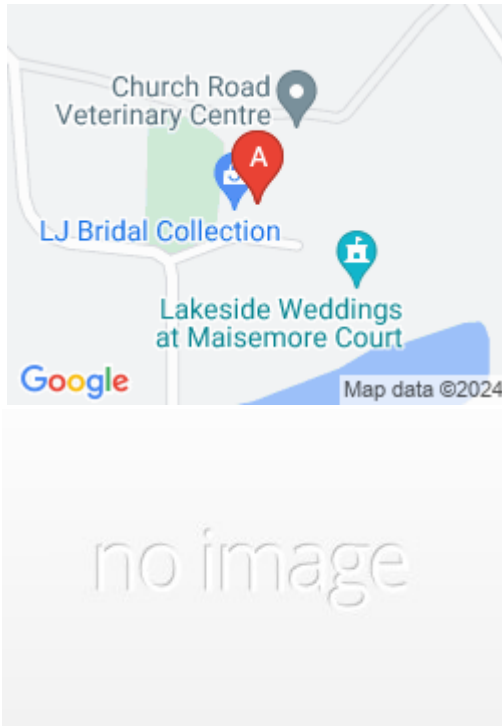 Church Road
Veterinary Centre
A
LJ Bridal Collection
Lakeside Weddings
at Maisemore Court
Google
Map data ©2024
no image